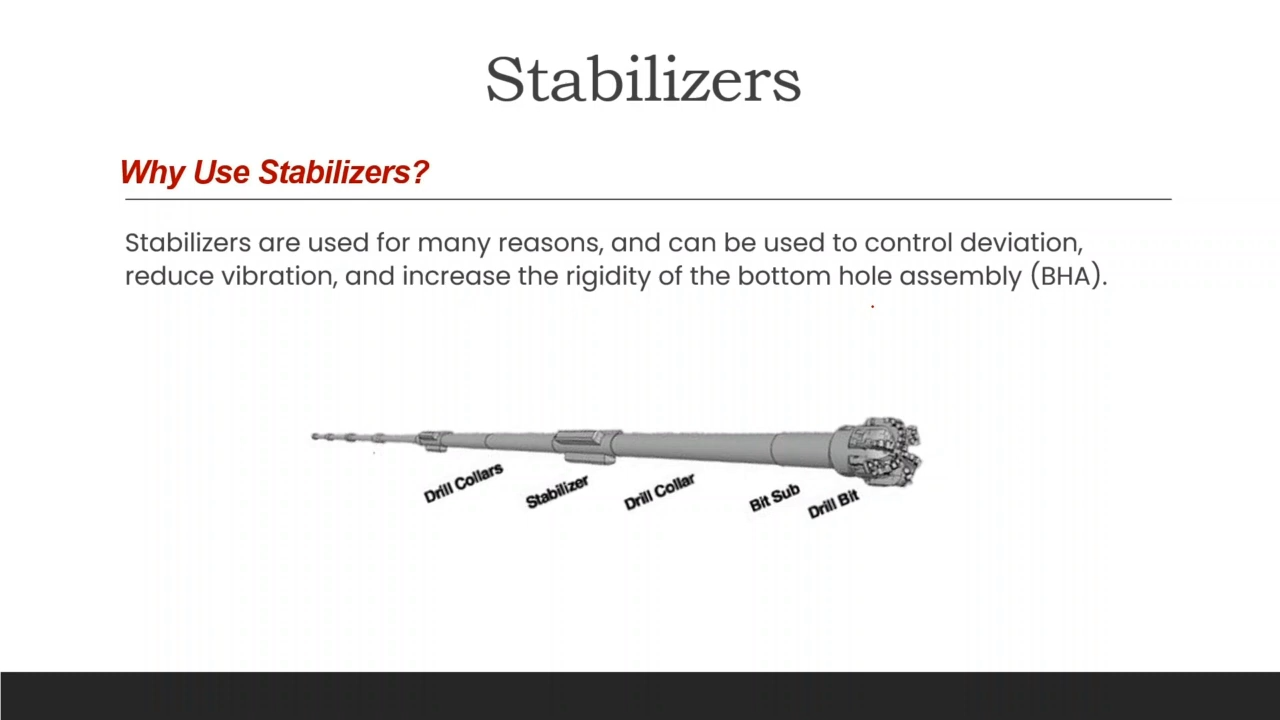 Stabilizers
Why Use Stabilizers?
Stabilizers are used for many reasons, and can be used to control deviation,
reduce vibration, and increase the rigidity of the bottom hole assembly (BHA).
Drill Collars
Stabilizer
Drill Collar
Bit Sub
Drill Bit